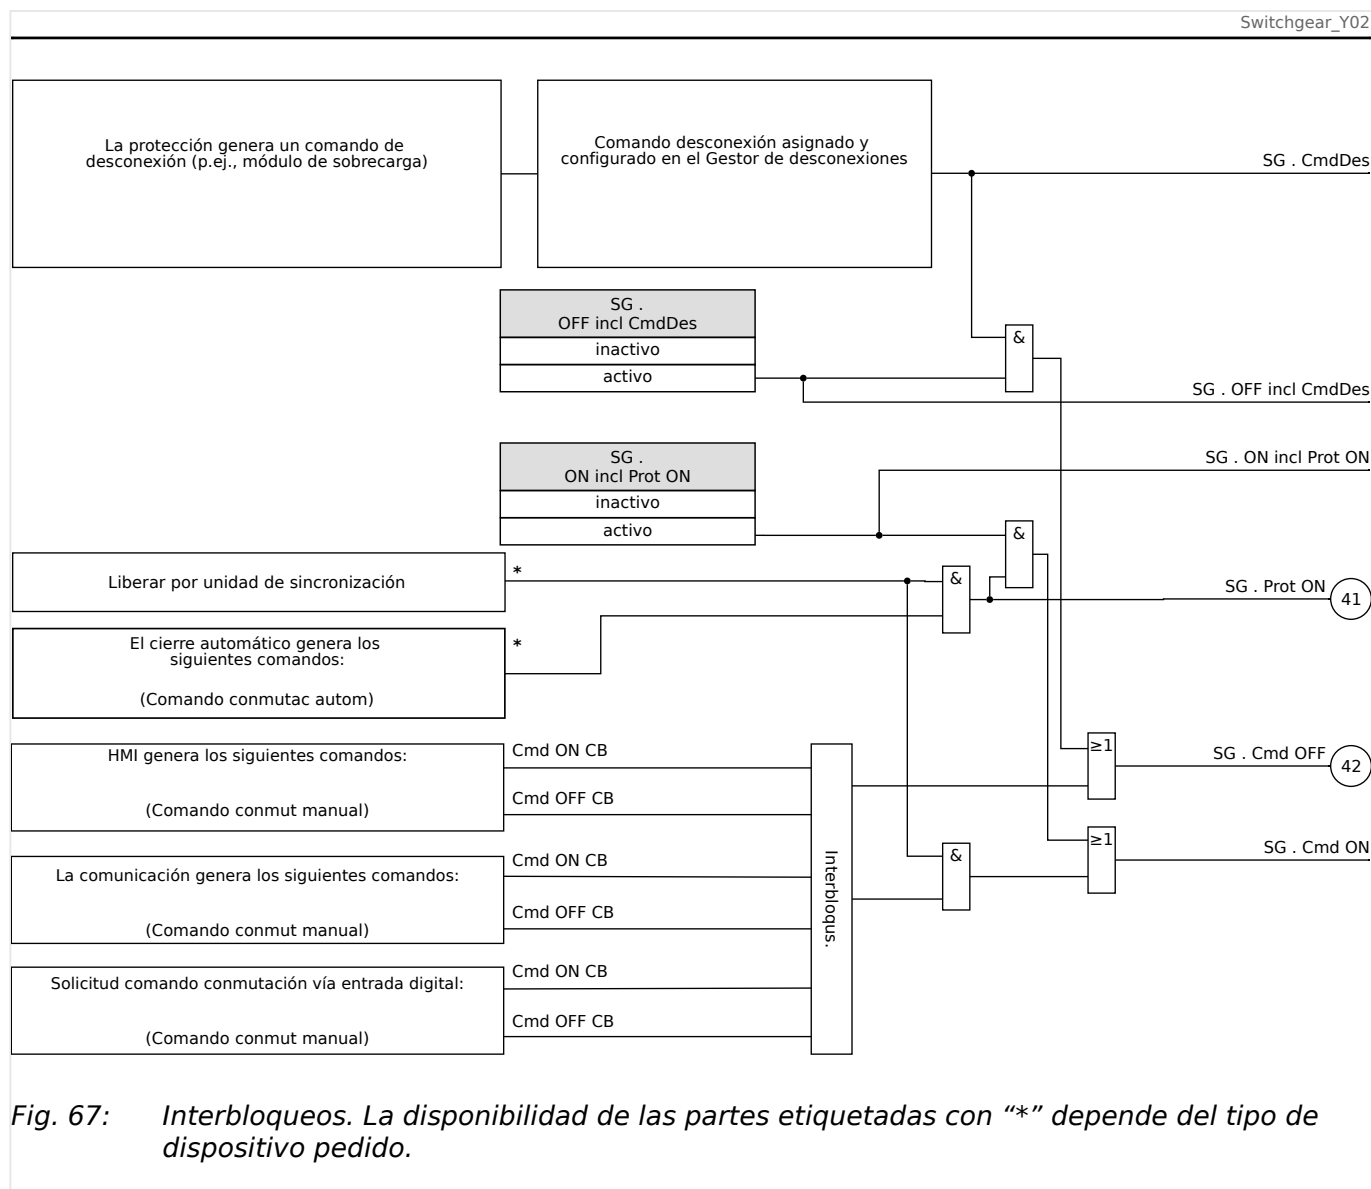 Switchgear_Y02
La protección genera un comando de
desconexión (p.ej., módulo de sobrecarga)
Comando desconexión asignado y
configurado en el Gestor de desconexiones
SG . CmdDes
SG .
OFF incl CmdDes
inactivo
activo
&
SG . OFF incl CmdDes
SG .
ON incl Prot ON
inactivo
activo
SG . ON incl Prot ON
&
Liberar por unidad de sincronización
*
&
SG . Prot ON
41
El cierre automático genera los
siguientes comandos:
(Comando conmutac autom)
*
HMI genera los siguientes comandos:
(Comando conmut manual)
Cmd ON CB
Cmd OFF CB
≥1
SG . Cmd OFF
42
La comunicación genera los siguientes comandos:
(Comando conmut manual)
Cmd ON CB
Cmd OFF CB
Interbloqus.
&
≥1
SG . Cmd ON
Solicitud comando conmutación vía entrada digital:
(Comando conmut manual)
Cmd ON CB
Cmd OFF CB
Fig. 67: Interbloqueos. La disponibilidad de las partes etiquetadas con “*” depende del tipo de
dispositivo pedido.